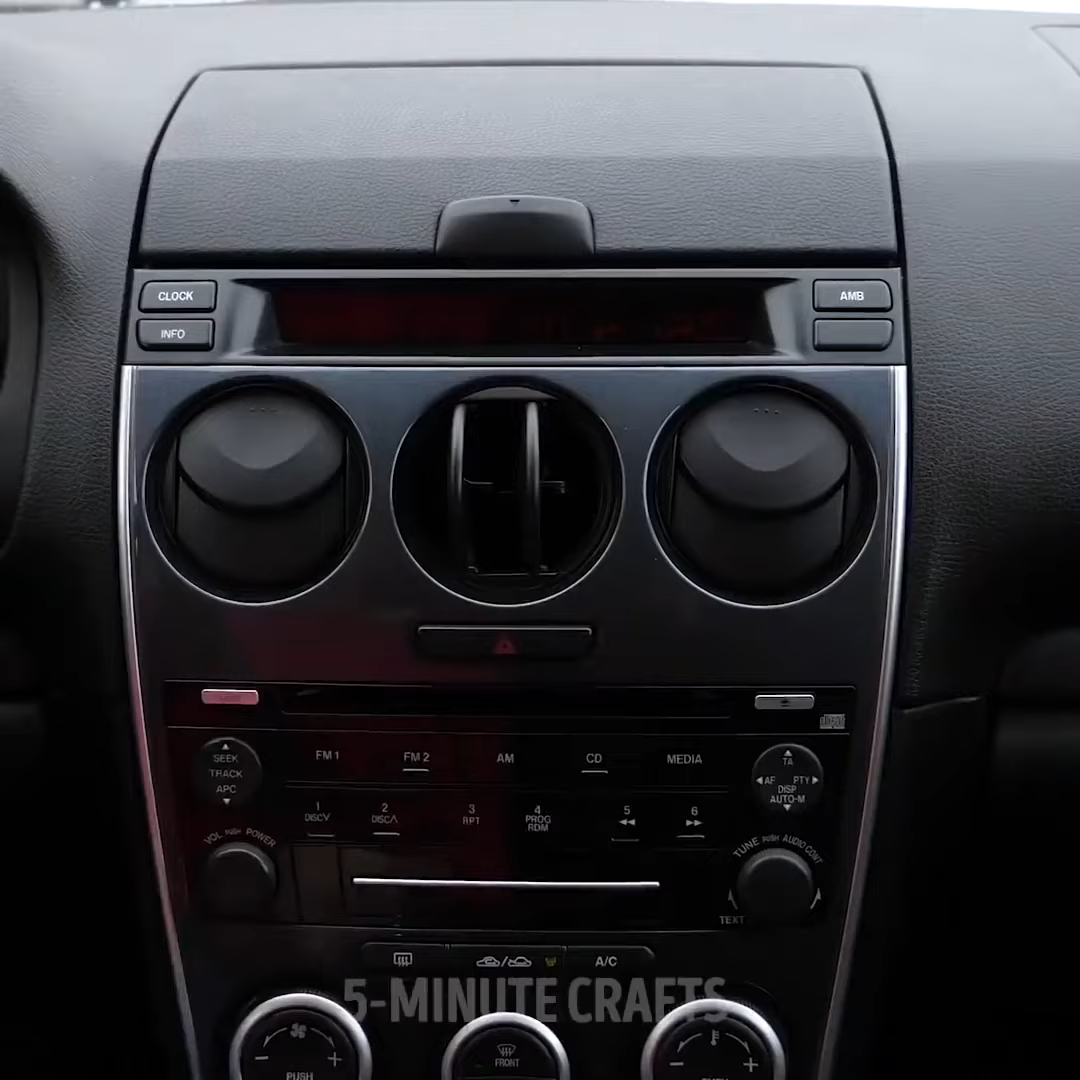 CLOCK
AMB
INFO
SEEK
TRACK
APC
FM 1
FM 2
AM
CD
MEDIA
TA
AF
PTY
DISP
AUTO-M
1
DISC
2
DISC
3
RPT
4
PROG
RDM
5
6
VOL PUSH POWER
TUNE PUSH AUDIO CONT
TEXT
A/C
5-MINUTE CRAFTS
FRONT
PUSH